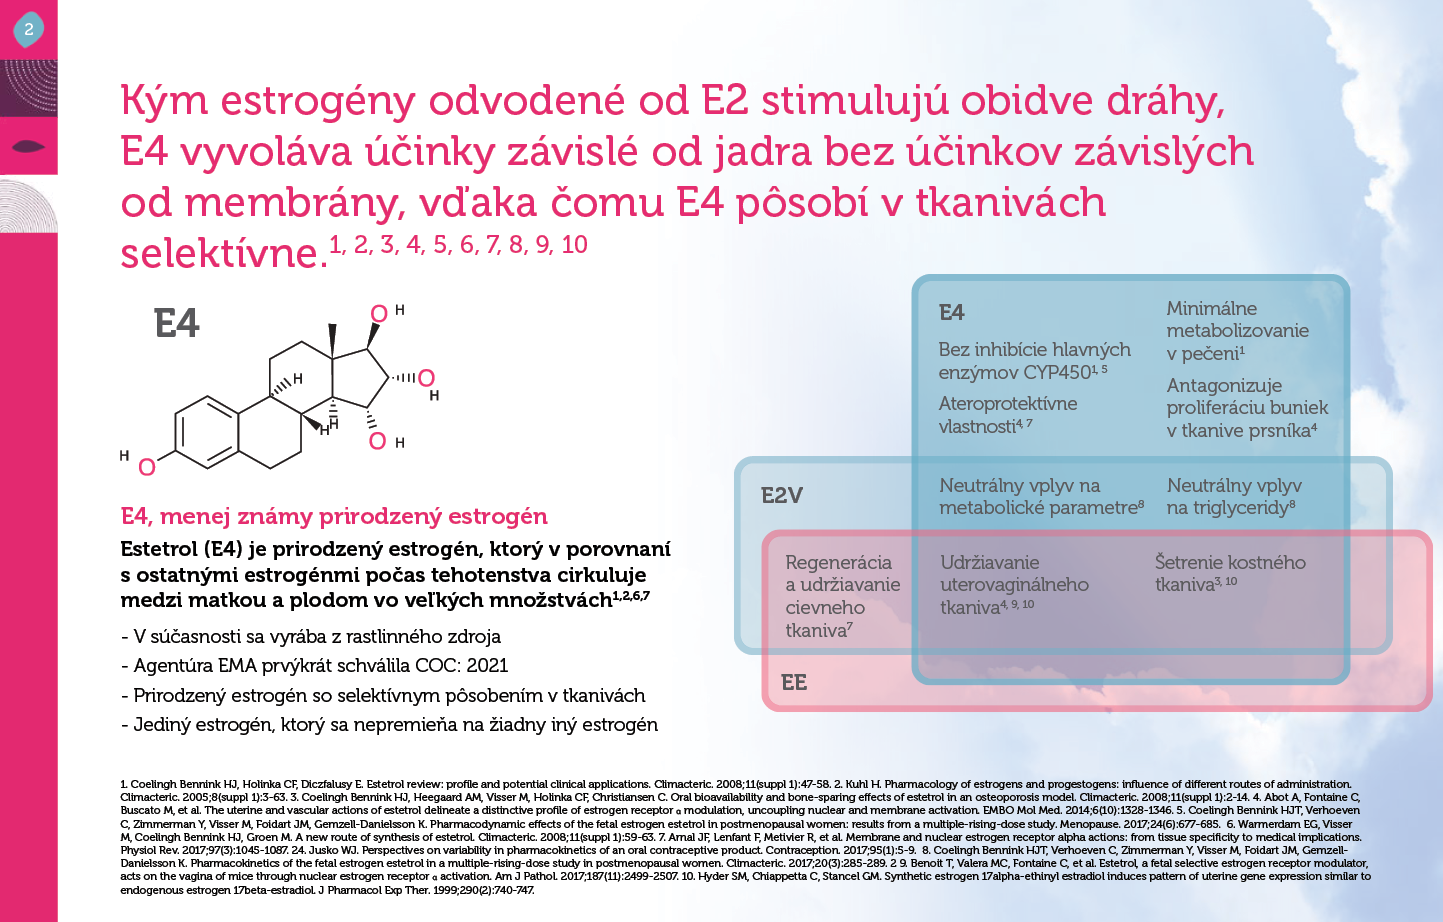 2
Kým estrogény odvodené od E2 stimulujú obidve dráhy,
E4 vyvoláva účinky závislé od jadra bez účinkov závislých
od membrány, vďaka čomu E4 pôsobí v tkanivách
selektívne.1, 2, 3, 4, 5, 6, 7, 8, 9, 10
E4
O H
H
O
H
H
H
O H
H
O
E4, menej známy prirodzený estrogén
Estetrol (E4) je prirodzený estrogén, ktorý v porovnaní
s ostatnými estrogénmi počas tehotenstva cirkuluje
medzi matkou a plodom vo veľkých množstvách1,2,6,7
- V súčasnosti sa vyrába z rastlinného zdroja
- Agentúra EMA prvýkrát schválila COC: 2021
- Prirodzený estrogén so selektívnym pôsobením v tkanivách
- Jediný estrogén, ktorý sa nepremieňa na žiadny iný estrogén
E4
Bez inhibície hlavných
enzýmov CYP4501, 5
Ateroprotektívne
vlastnosti4, 7
Minimálne
metabolizovanie
v pečeni1
Antagonizuje
proliferáciu buniek
v tkanive prsníka4
E2V
Neutrálny vplyv na
metabolické parametre8
Neutrálny vplyv
na triglyceridy8
Regenerácia
a udržiavanie
cievneho
tkaniva7
Udržiavanie
uterovaginálneho
tkaniva4, 9, 10
Šetrenie kostného
tkaniva3, 10
EE
1. Coelingh Bennink HJ, Holinka CF, Diczfalusy E. Estetrol review: profile and potential clinical applications. Climacteric. 2008;11(suppl 1):47-58. 2. Kuhl H. Pharmacology of estrogens and progestogens: influence of different routes of administration.
Climacteric. 2005;8(suppl 1):3-63. 3. Coelingh Bennink HJ, Heegaard AM, Visser M, Holinka CF, Christiansen C. Oral bioavailability and bone-sparing effects of estetrol in an osteoporosis model. Climacteric. 2008;11(suppl 1):2-14. 4. Abot A, Fontaine C,
Buscato M, et al. The uterine and vascular actions of estetrol delineate a distinctive profile of estrogen receptor α modulation, uncoupling nuclear and membrane activation. EMBO Mol Med. 2014;6(10):1328-1346. 5. Coelingh Bennink HJT, Verhoeven
C, Zimmerman Y, Visser M, Foidart JM, Gemzell-Danielsson K. Pharmacodynamic effects of the fetal estrogen estetrol in postmenopausal women: results from a multiple-rising-dose study. Menopause. 2017;24(6):677-685. 6. Warmerdam EG, Visser
M, Coelingh Bennink HJ, Groen M. A new route of synthesis of estetrol. Climacteric. 2008;11(suppl 1):59-63. 7. Arnal JF, Lenfant F, Metivier R, et al. Membrane and nuclear estrogen receptor alpha actions: from tissue specificity to medical implications.
Physiol Rev. 2017;97(3):1045-1087. 24. Jusko WJ. Perspectives on variability in pharmacokinetics of an oral contraceptive product. Contraception. 2017;95(1):5-9. 8. Coelingh Bennink HJT, Verhoeven C, Zimmerman Y, Visser M, Foidart JM, Gemzell-
Danielsson K. Pharmacokinetics of the fetal estrogen estetrol in a multiple-rising-dose study in postmenopausal women. Climacteric. 2017;20(3):285-289. 2 9. Benoit T, Valera MC, Fontaine C, et al. Estetrol, a fetal selective estrogen receptor modulator,
acts on the vagina of mice through nuclear estrogen receptor α activation. Am J Pathol. 2017;187(11):2499-2507. 10. Hyder SM, Chiappetta C, Stancel GM. Synthetic estrogen 17alpha-ethinyl estradiol induces pattern of uterine gene expression similar to
endogenous estrogen 17beta-estradiol. J Pharmacol Exp Ther. 1999;290(2):740-747.